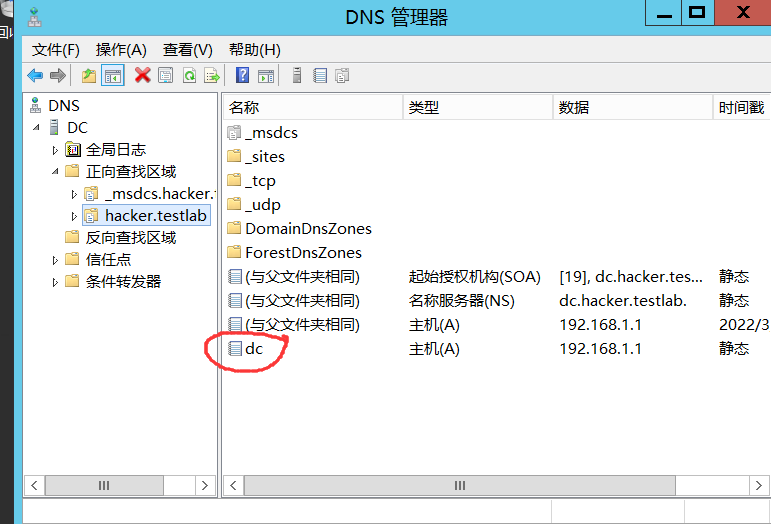 回
DNS 管理器
文件(F) 操作(A) 查看(V) 帮助(H)
DNS
DC
全局日志
正向查找区域
_msdcs.hacker.
hacker.testlab
反向查找区域
信任点
条件转发器
名称 类型 数据 时间戳
_msdcs
_sites
_tcp
_udp
DomainDnsZones
ForestDnsZones
(与父文件夹相同) 起始授权机构(SOA) [19], dc.hacker.tes... 静态
(与父文件夹相同) 名称服务器(NS) dc.hacker.testlab. 静态
(与父文件夹相同) 主机(A) 192.168.1.1 2022/3
dc 主机(A) 192.168.1.1 静态